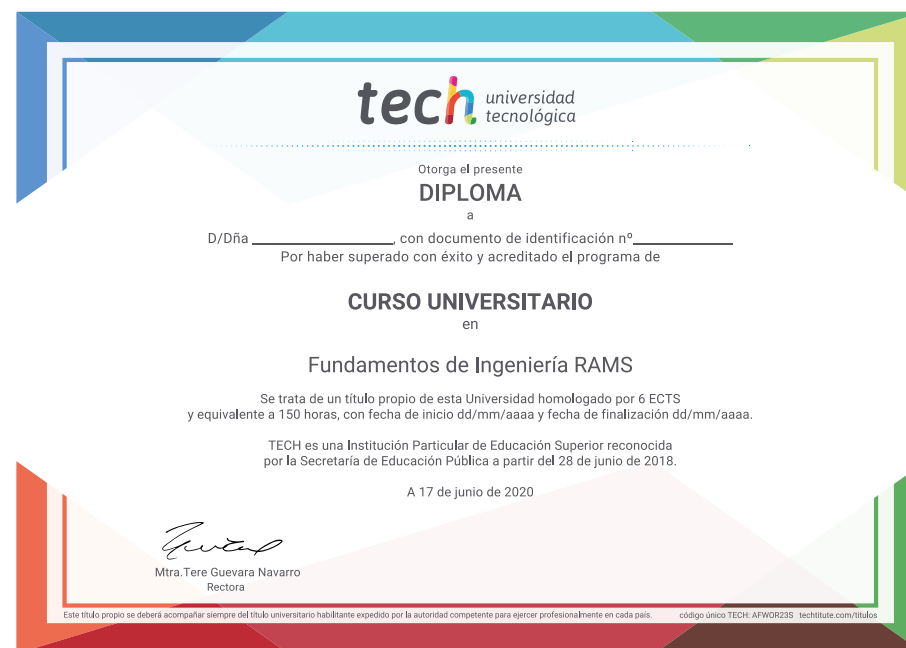 tech universidad
tecnológica
Otorga el presente
DIPLOMA
a
D/Dña ____________________, con documento de identificación nº______________
Por haber superado con éxito y acreditado el programa de
CURSO UNIVERSITARIO
en
Fundamentos de Ingeniería RAMS
Se trata de un título propio de esta Universidad homologado por 6 ECTS
y equivalente a 150 horas, con fecha de inicio dd/mm/aaaa y fecha de finalización dd/mm/aaaa.
TECH es una Institución Particular de Educación Superior reconocida
por la Secretaría de Educación Pública a partir del 28 de junio de 2018.
A 17 de junio de 2020
Mtra.Tere Guevara Navarro
Rectora
Este título propio se deberá acompañar siempre del título universitario habilitante expedido por la autoridad competente para ejercer profesionalmente en cada país. código único TECH: AFWOR23S techtitute.com/titulos